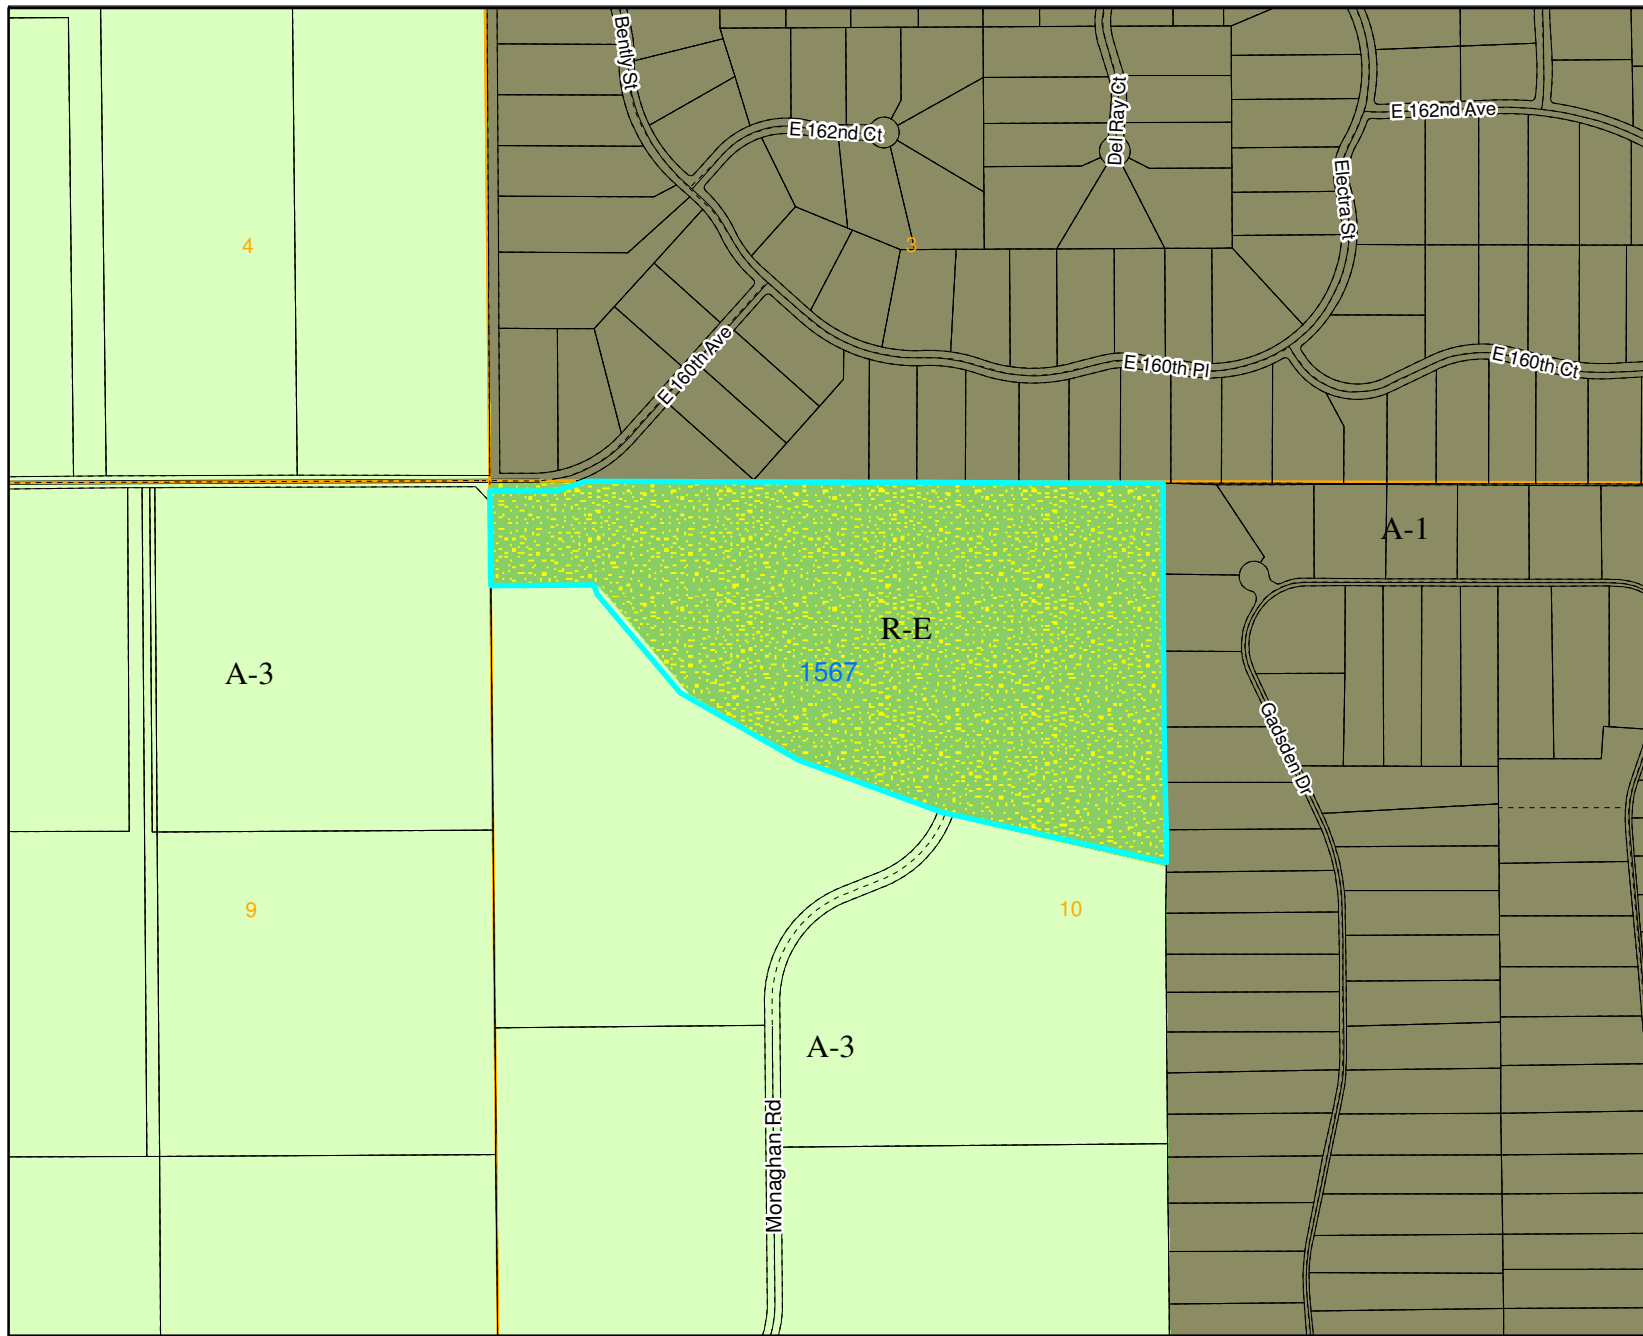 Bently St
E 162nd Ct
Del Ray Ct
E 162nd Ave
Electra St
4
3
E 160th Ave
E 160th Pl
E 160th Ct
A-1
R-E
1567
A-3
Gadsden Dr
9
10
A-3
Monaghan Rd